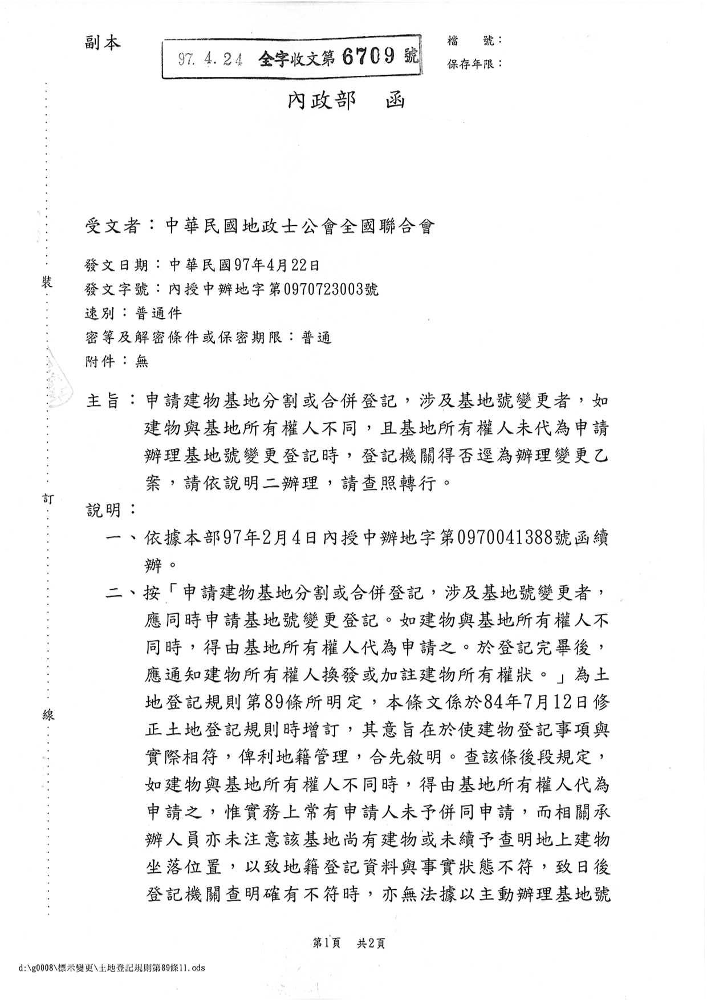 副本
97. 4. 24 全字收文第 6709 號
檔　　號：
保存年限：
內政部　函
受文者：中華民國地政士公會全國聯合會
發文日期：中華民國97年4月22日
發文字號：內授中辦地字第0970723003號
速別：普通件
密等及解密條件或保密期限：普通
附件：無
主旨：申請建物基地分割或合併登記，涉及基地號變更者，如
建物與基地所有權人不同，且基地所有權人未代為申請
辦理基地號變更登記時，登記機關得否逕為辦理變更乙
案，請依說明二辦理，請查照轉行。
說明：
一、依據本部97年2月4日內授中辦地字第0970041388號函續
辦。
二、按「申請建物基地分割或合併登記，涉及基地號變更者，
應同時申請基地號變更登記。如建物與基地所有權人不
同時，得由基地所有權人代為申請之。於登記完畢後，
應通知建物所有權人換發或加註建物所有權狀。」為土
地登記規則第89條所明定，本條文係於84年7月12日修
正土地登記規則時增訂，其意旨在於使建物登記事項與
實際相符，俾利地籍管理，合先敘明。查該條後段規定，
如建物與基地所有權人不同時，得由基地所有權人代為
申請之，惟實務上常有申請人未予併同申請，而相關承
辦人員亦未注意該基地尚有建物或未續予查明地上建物
坐落位置，以致地籍登記資料與事實狀態不符，致日後
登記機關查明確有不符時，亦無法據以主動辦理基地號
裝
訂
線
第1頁　共2頁
d:\g0008\標示變更\土地登記規則第89條11.ods